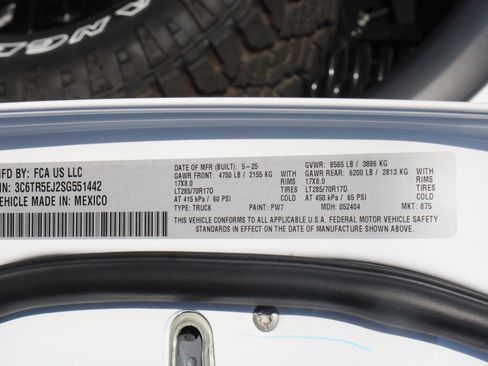 RANG
MFD BY: FCA US LLC
VIN: 3C6TR5EJ2SG551442
VEHICLE MADE IN: MEXICO
DATE OF MFR (BUILT): 5-25 GVWR: 8565 LB / 3886 KG
GAWR FRONT: 4750 LB / 2155 KG WITH GAWR REAR: 6200 LB / 2813 KG WITH
17X8.0 TIRES 17X8.0 TIRES
LT285/70R17D RIMS LT285/70R17D RIMS
AT 415 kPa / 60 PSI COLD AT 450 kPa / 65 PSI COLD
TYPE: TRUCK PAINT: PW7 MDH: 052404 MKT: 875
THIS VEHICLE CONFORMS TO ALL APPLICABLE U.S.A. FEDERAL MOTOR VEHICLE SAFETY
STANDARDS IN EFFECT ON THE DATE OF MANUFACTURE SHOWN ABOVE.